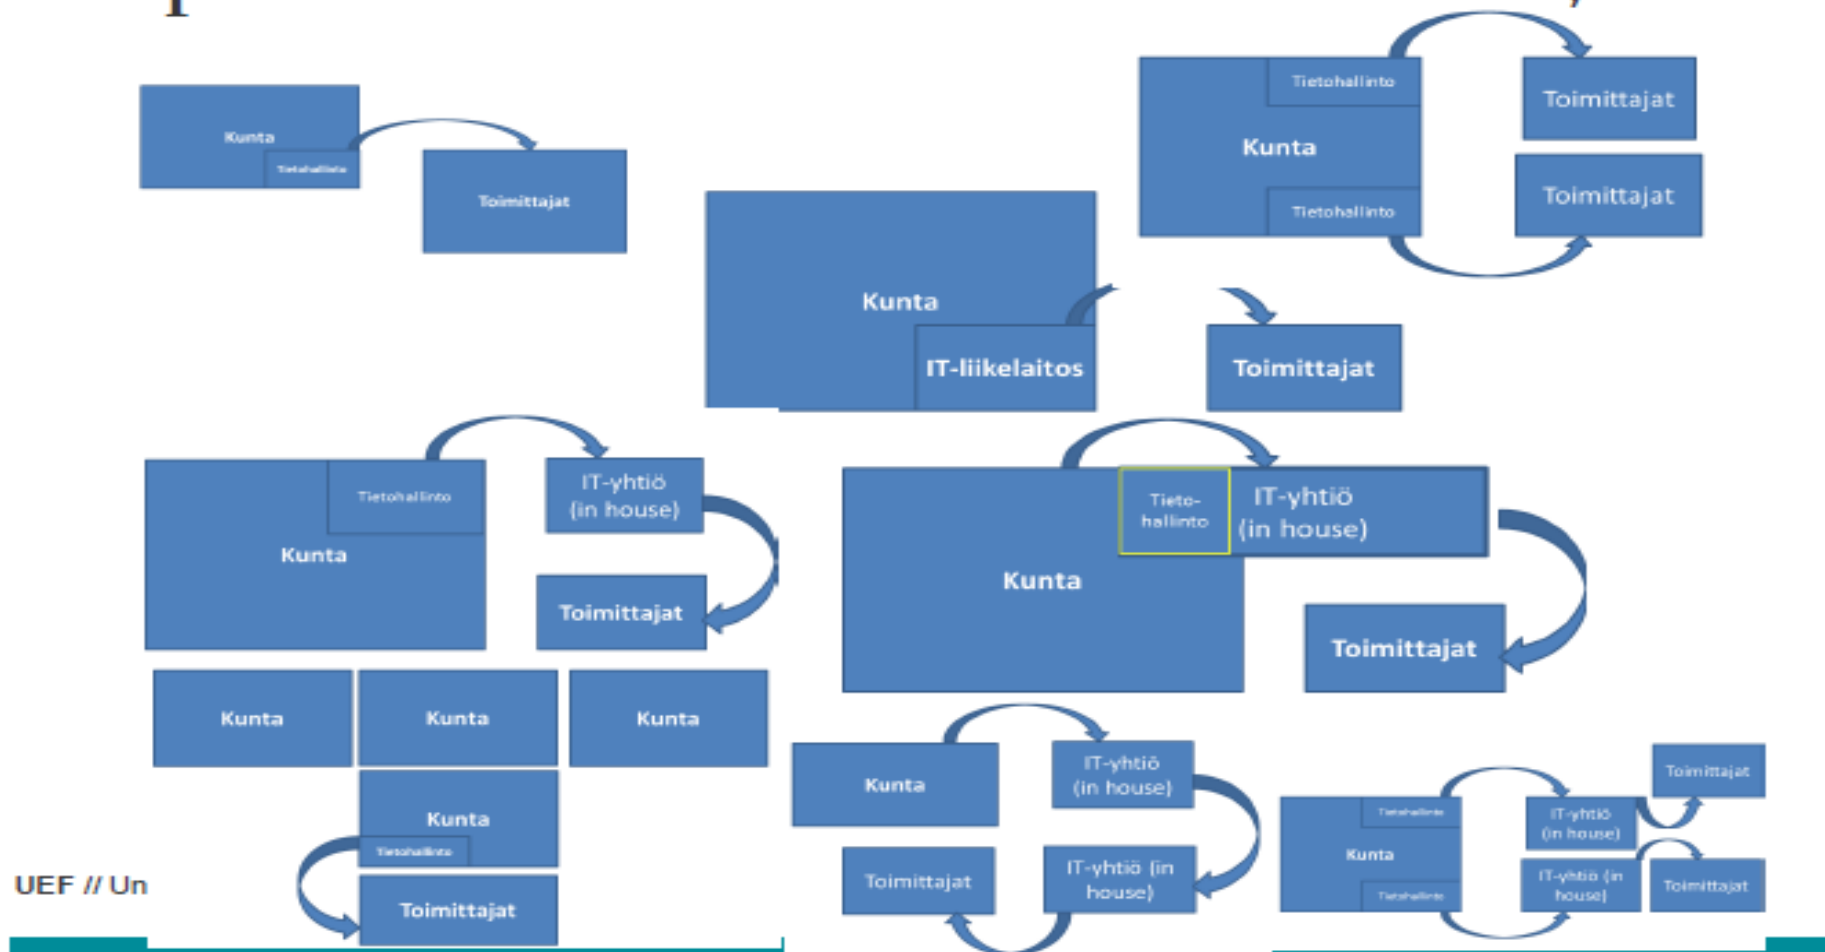 Kunta
Tietohallinto
Toimittajat
Tietohallinto
Kunta
Tietohallinto
Toimittajat
Toimittajat
Kunta
IT-liikelaitos
Toimittajat
Tietohallinto
Kunta
IT-yhtiö
(in house)
Toimittajat
Tieto-
hallinto
IT-yhtiö
(in house)
Kunta
Toimittajat
Kunta
Kunta
Kunta
Kunta
Tietohallinto
Toimittajat
Kunta
IT-yhtiö
(in house)
IT-yhtiö (in
house)
Toimittajat
Tietohallinto
Kunta
Tietohallinto
IT-yhtiö
(in house)
IT-yhtiö (in
house)
Toimittajat
Toimittajat
UEF // Un